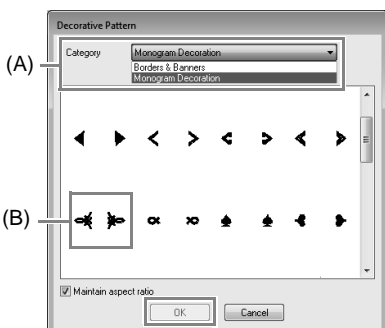 Decorative Pattern
(A)
Category
Monogram Decoration
Borders & Banners
Monogram Decoration
(B)
Maintain aspect ratio
OK
Cancel